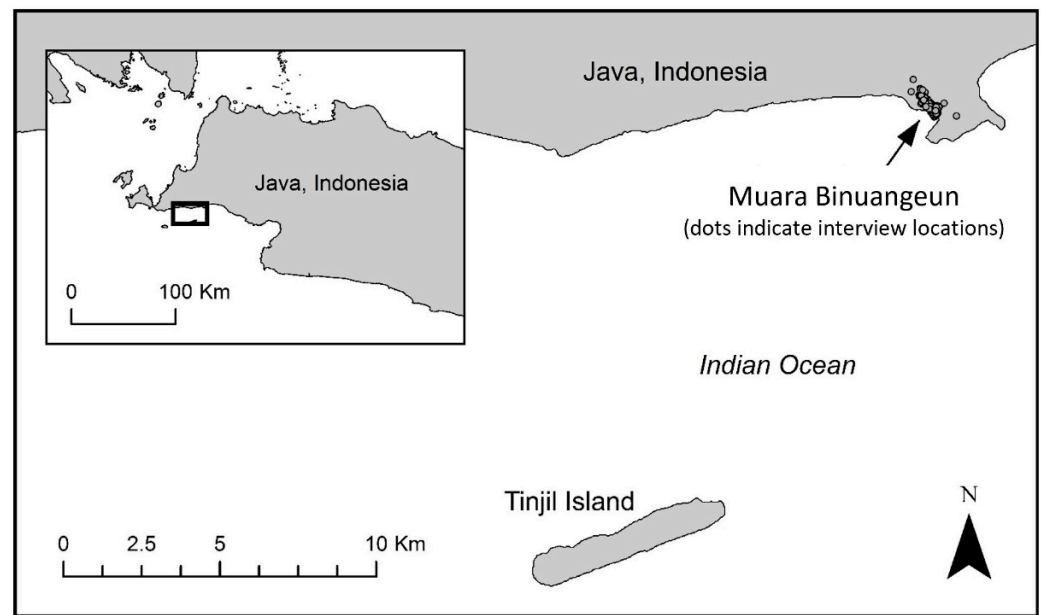 Java, Indonesia
Java, Indonesia
0 100 Km
Muara Binuangeun
(dots indicate interview locations)
Indian Ocean
Tinjil Island
N
0 2.5 5 10 Km